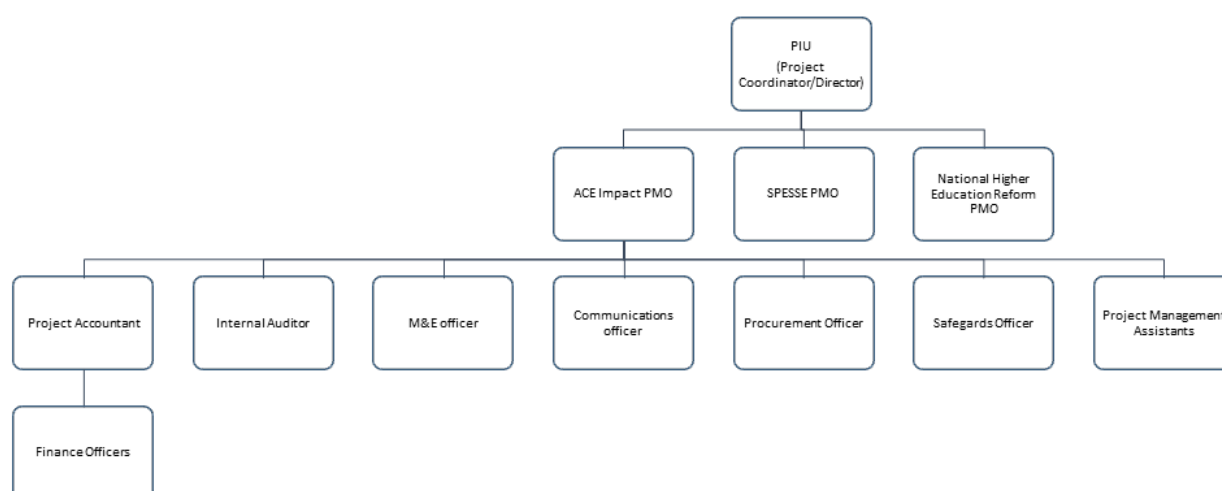 PIU
(Project
Coordinator/Director)
ACE Impact PMO
SPESSE PMO
National Higher
Education Reform
PMO
Project Accountant
Internal Auditor
M&E officer
Communications
officer
Procurement Officer
Safegards Officer
Project Management
Assistants
Finance Officers